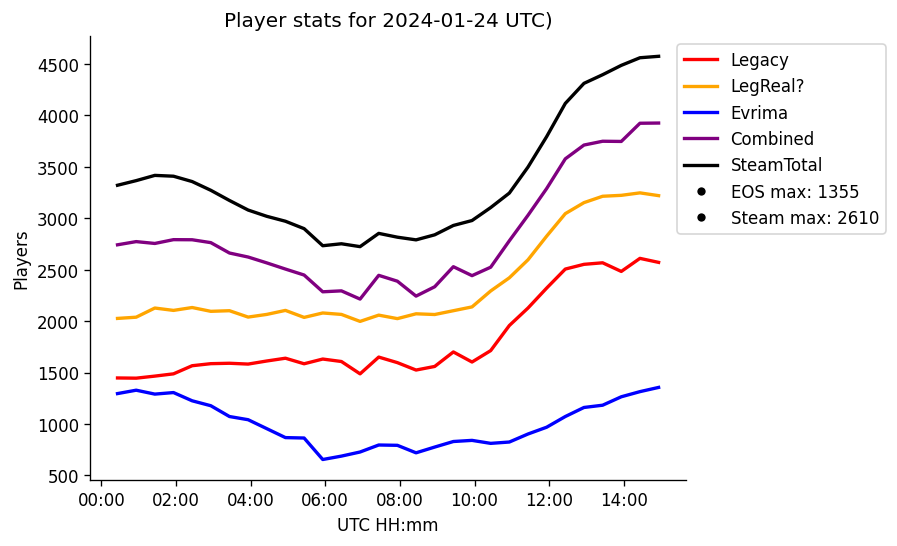 Player stats for 2024-01-24 UTC)
4500
4000
3500
3000
2500
2000
1500
1000
500
Players
00:00 02:00 04:00 06:00 08:00 10:00 12:00 14:00
UTC HH:mm
Legacy
LegReal?
Evrima
Combined
SteamTotal
EOS max: 1355
Steam max: 2610